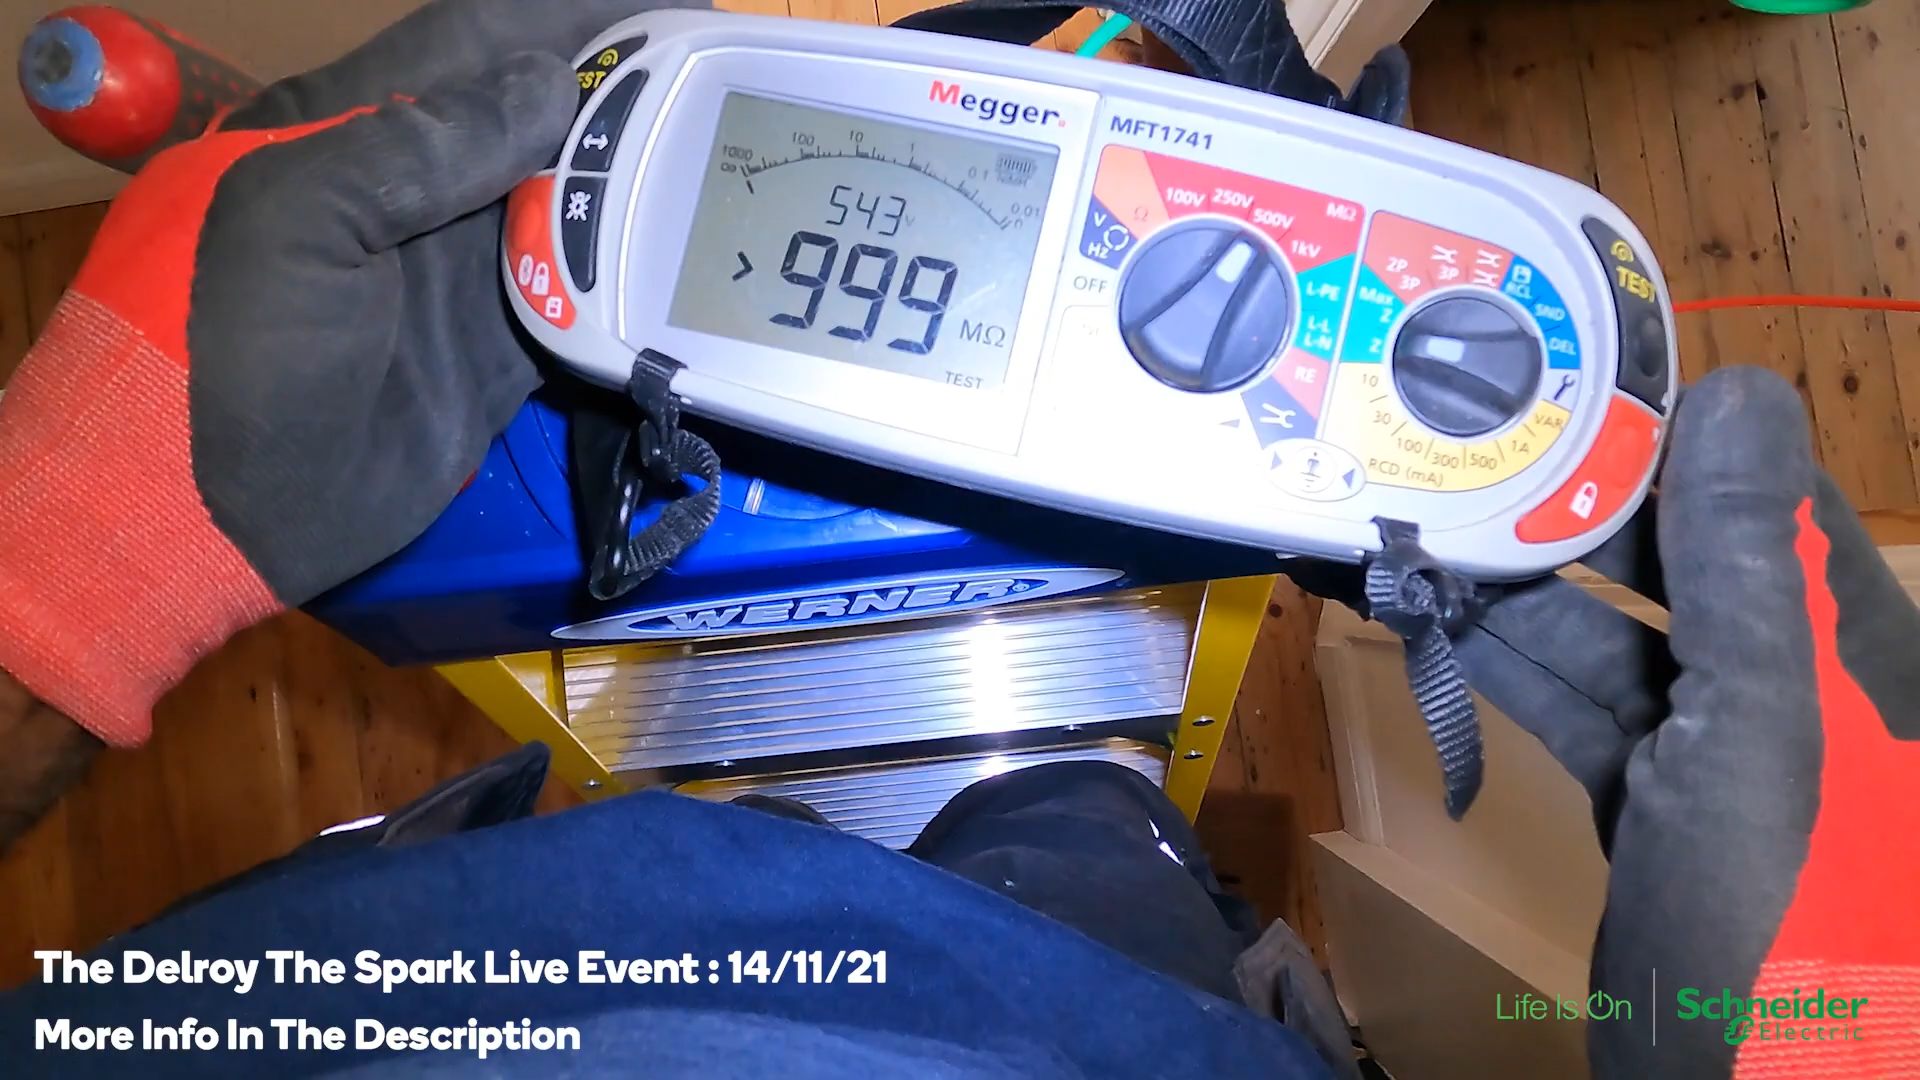 TEST
Megger.
MFT1741
1000 100 10 1 0.1 0.01
∞
543 V
> 999 MΩ
TEST
Ω 100V 250V 500V 1kV MΩ
V
Hz
OFF
L-PE
L-L
L-N
RE
2P
3P
3P
RCL
SND
DEL
Max
Z
Z
10
30
100
300
500
1A
VAR
RCD (mA)
TEST
WERNER
The Delroy The Spark Live Event : 14/11/21
More Info In The Description
Life Is On
Schneider
Electric